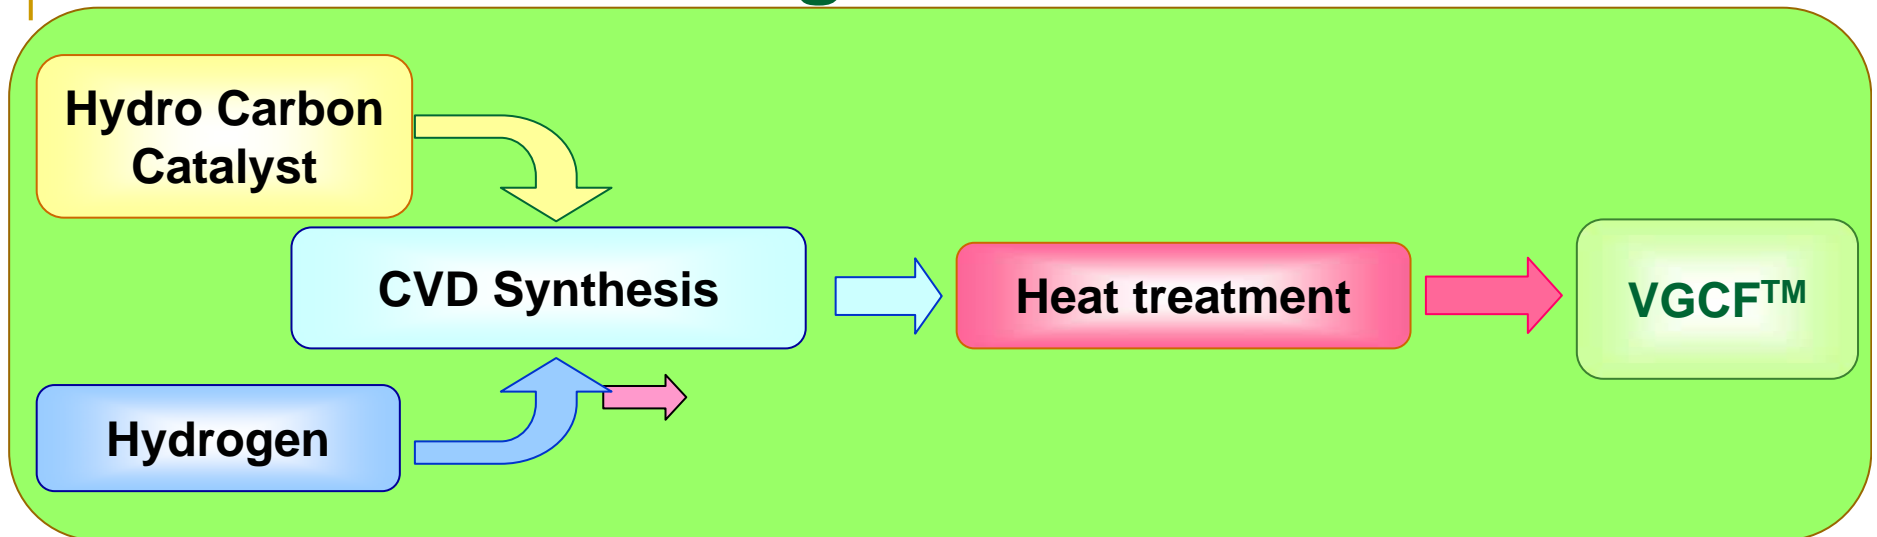 Hydro Carbon
Catalyst
CVD Synthesis
Heat treatment
VGCF™
Hydrogen